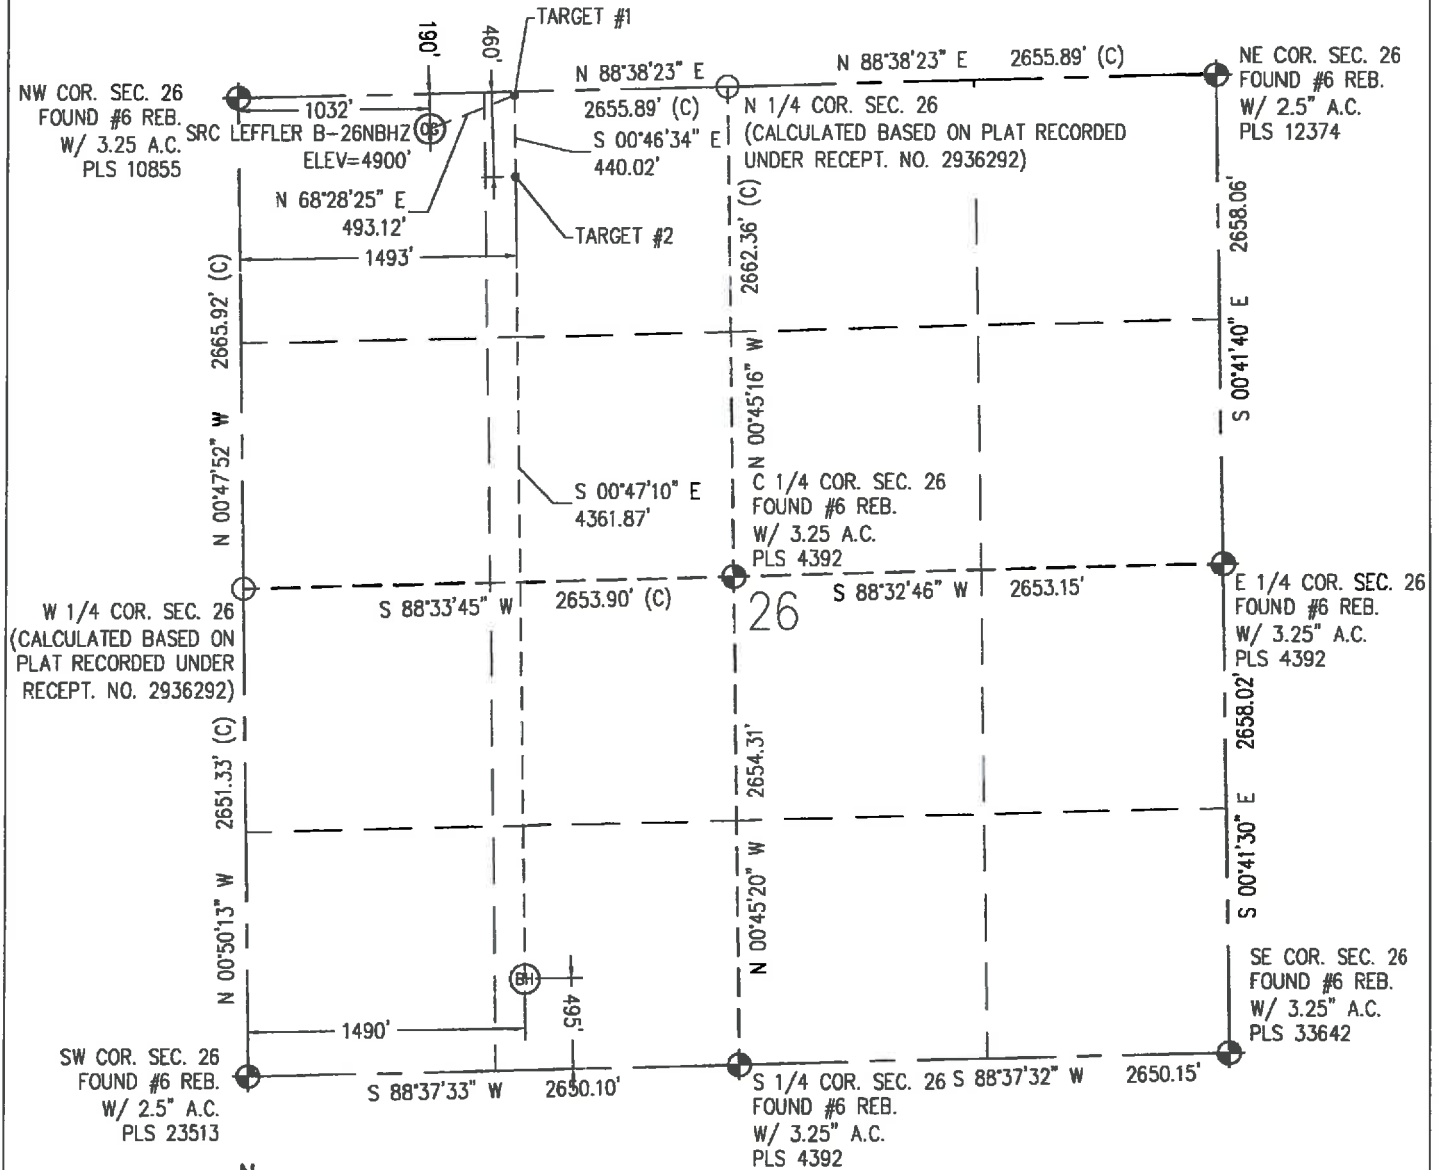 TARGET #1
190'
460'
N 88°38'23" E
2655.89' (C)
N 88°38'23" E 2655.89' (C)
NE COR. SEC. 26
FOUND #6 REB.
W/ 2.5" A.C.
PLS 12374
NW COR. SEC. 26
FOUND #6 REB.
W/ 3.25 A.C.
PLS 10855
1032'
SRC LEFFLER B-26NBHZ
ELEV=4900'
N 1/4 COR. SEC. 26
(CALCULATED BASED ON PLAT RECORDED
UNDER RECEPT. NO. 2936292)
S 00°46'34" E
440.02'
N 68°28'25" E
493.12'
TARGET #2
1493'
2665.92' (C)
N 00°47'52" W
2662.36' (C)
N 00°45'16" W
2658.06'
S 00°41'40" E
S 00°47'10" E
4361.87'
C 1/4 COR. SEC. 26
FOUND #6 REB.
W/ 3.25 A.C.
PLS 4392
W 1/4 COR. SEC. 26
(CALCULATED BASED ON
PLAT RECORDED UNDER
RECEPT. NO. 2936292)
S 88°33'45" W 2653.90' (C)
26
S 88°32'46" W 2653.15'
E 1/4 COR. SEC. 26
FOUND #6 REB.
W/ 3.25" A.C.
PLS 4392
2651.33' (C)
N 00°50'13" W
2654.31'
N 00°45'20" W
2658.02'
S 00°41'30" E
BH
495'
1490'
SW COR. SEC. 26
FOUND #6 REB.
W/ 2.5" A.C.
PLS 23513
S 88°37'33" W 2650.10'
S 1/4 COR. SEC. 26
FOUND #6 REB.
W/ 3.25" A.C.
PLS 4392
S 88°37'32" W 2650.15'
SE COR. SEC. 26
FOUND #6 REB.
W/ 3.25" A.C.
PLS 33642